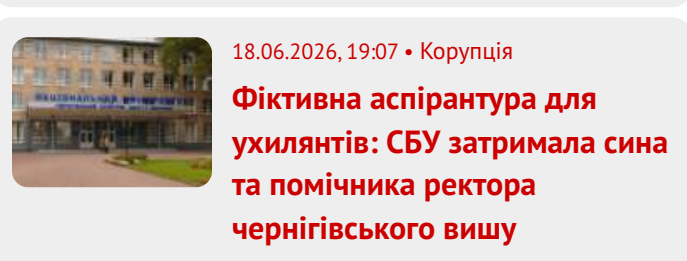 18.06.2026, 19:07 • Корупція
Фіктивна аспірантура для
ухилянтів: СБУ затримала сина
та помічника ректора
чернігівського вишу